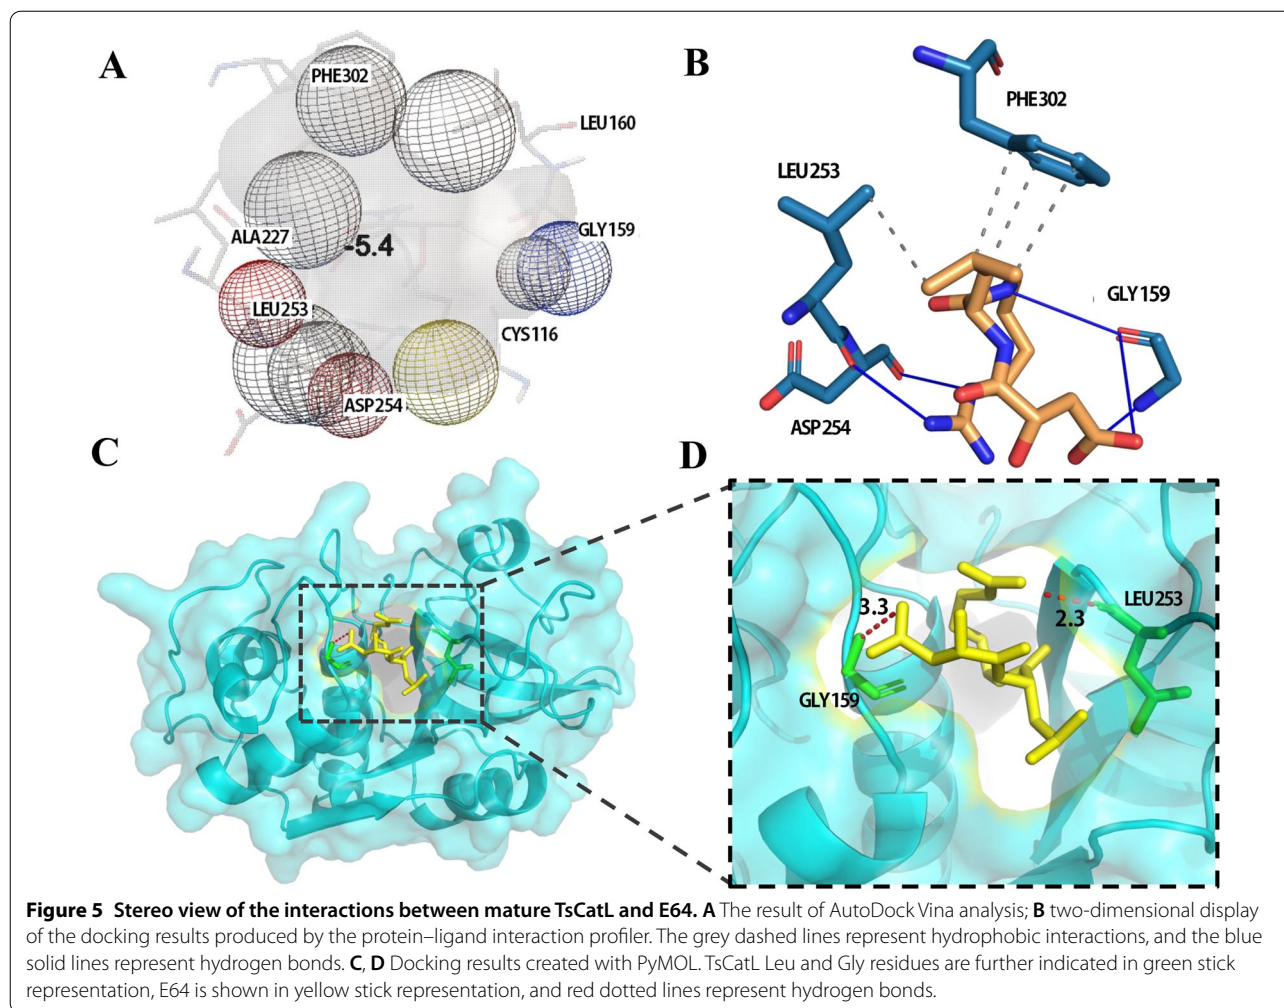 A
PHE302
LEU160
ALA227
-5.4
GLY159
LEU253
CYS116
ASP254
B
PHE302
LEU253
GLY159
ASP254
C
D
3.3
LEU253
2.3
GLY159
Figure 5 Stereo view of the interactions between mature TsCatL and E64. A The result of AutoDock Vina analysis; B two-dimensional display
of the docking results produced by the protein–ligand interaction profiler. The grey dashed lines represent hydrophobic interactions, and the blue
solid lines represent hydrogen bonds. C, D Docking results created with PyMOL. TsCatL Leu and Gly residues are further indicated in green stick
representation, E64 is shown in yellow stick representation, and red dotted lines represent hydrogen bonds.